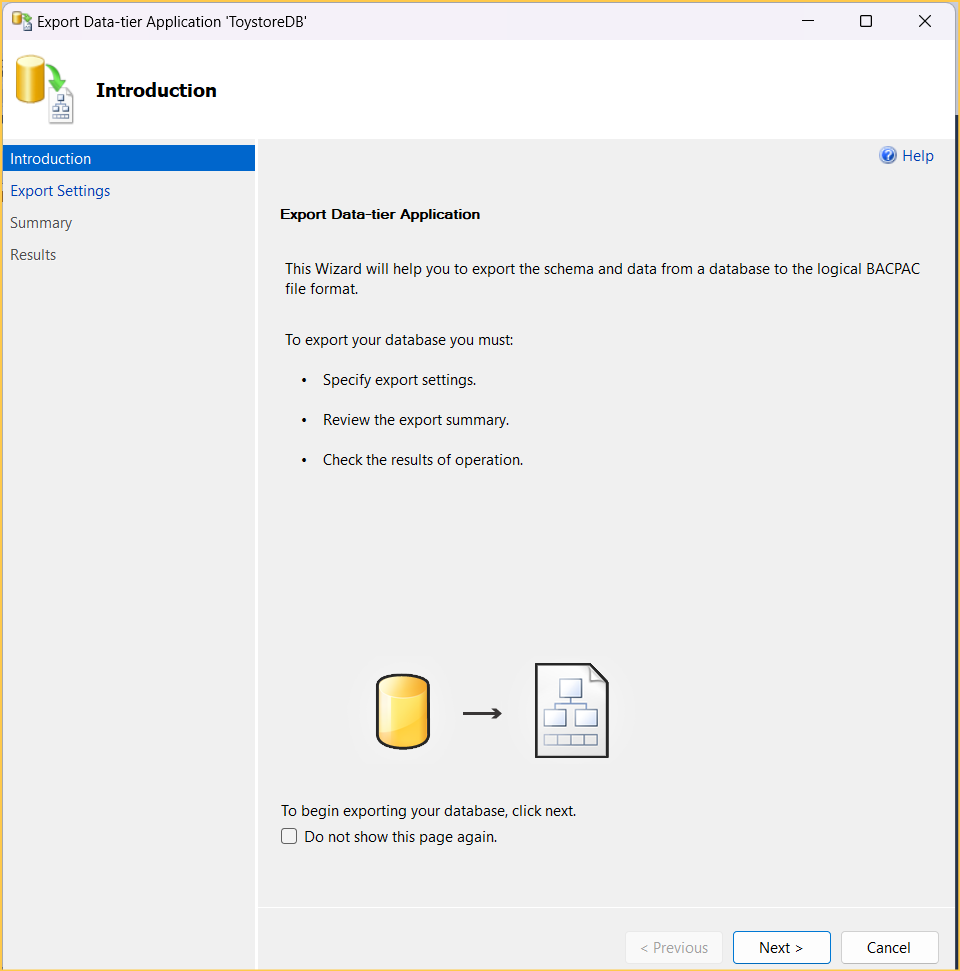 Export Data-tier Application 'ToystoreDB'
Introduction
Introduction
Export Settings
Summary
Results
Help
Export Data-tier Application
This Wizard will help you to export the schema and data from a database to the logical BACPAC
file format.
To export your database you must:
• Specify export settings.
• Review the export summary.
• Check the results of operation.
To begin exporting your database, click next.
Do not show this page again.
< Previous
Next >
Cancel